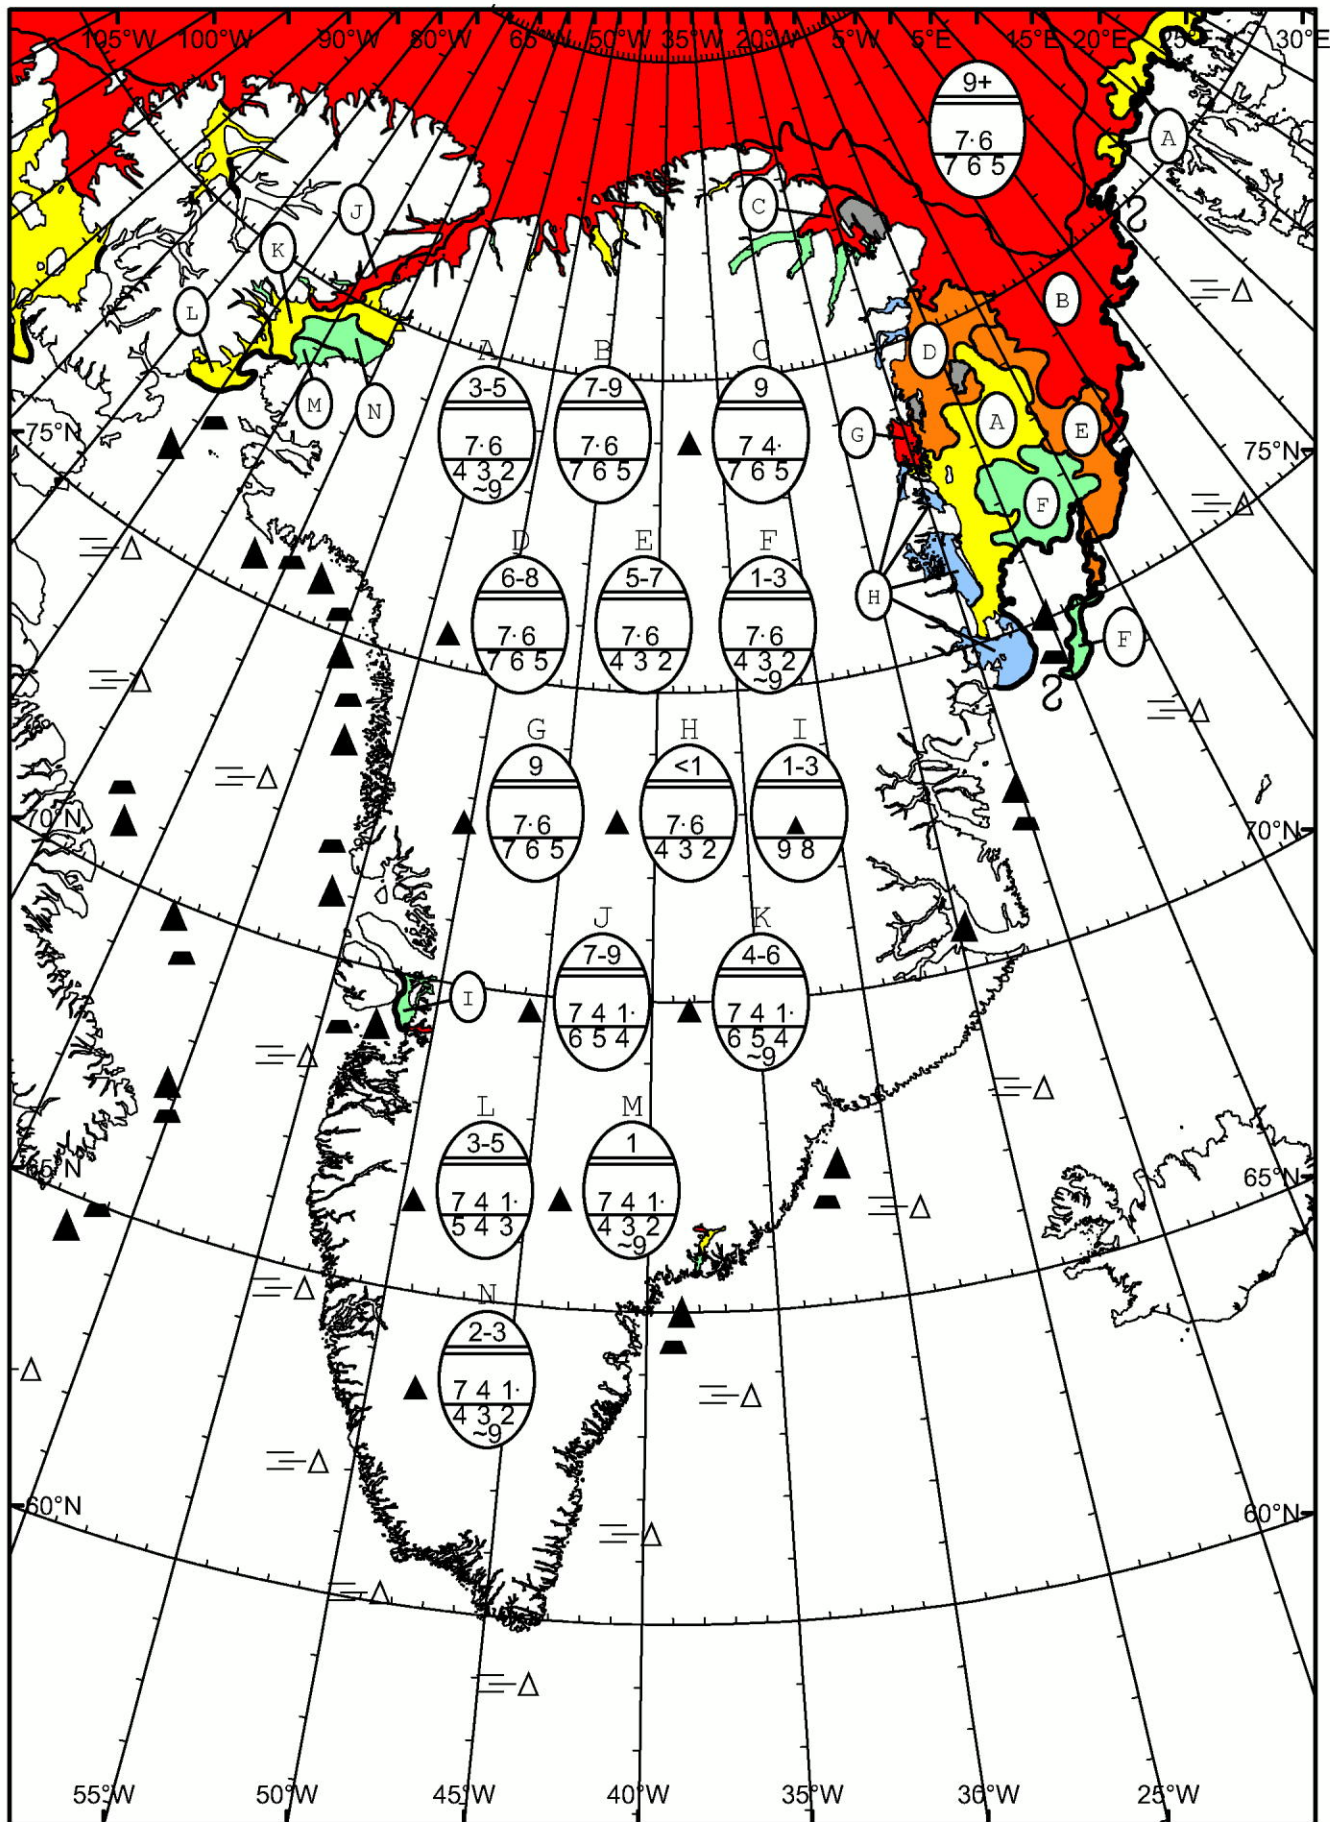 105°W 100°W 90°W 80°W 65°W 50°W 35°W 20°W 5°W 5°E 15°E 20°E 25°E 30°E
9+
7·6
7 6 5
A
C
J
K
B
L
D
A B C
M N
3-5 7-9 9
A E
75°N 75°N
G
7·6 7·6 7 4·
4 3 2 7 6 5 7 6 5
~9
F
D E F
6-8 5-7 1-3
H
7·6 7·6 7·6
F
7 6 5 4 3 2 4 3 2
~9
G H I
9 <1 1-3
70°N 70°N
7·6 7·6
7 6 5 4 3 2 9 8
J K
7-9 4-6
I
7 4 1· 7 4 1·
6 5 4 6 5 4
~9
L M
3-5 1
65°N 65°N
7 4 1· 7 4 1·
5 4 3 4 3 2
~9
N
2-3
7 4 1·
4 3 2
~9
60°N 60°N
55°W 50°W 45°W 40°W 35°W 30°W 25°W